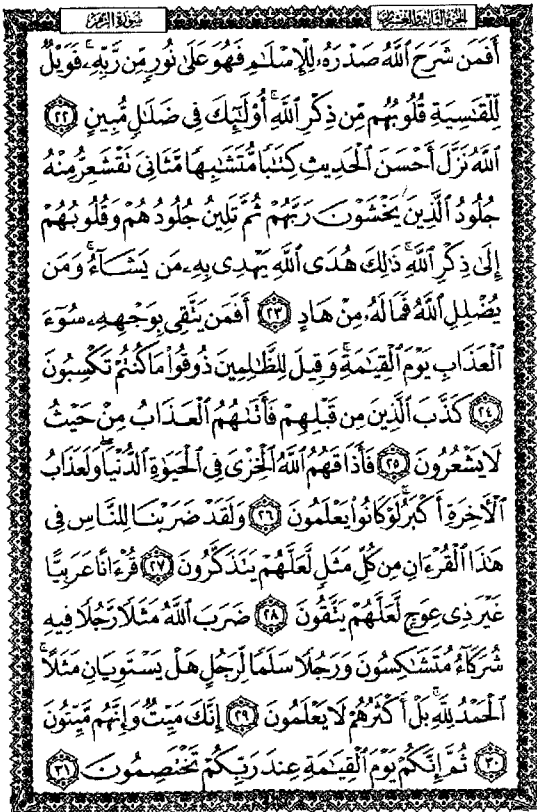 سورة الزمر الجزء الثالث والعشرون
أَفَمَن شَرَحَ ٱللَّهُ صَدْرَهُۥ لِلْإِسْلَٰمِ فَهُوَ عَلَىٰ نُورٍ مِّن رَّبِّهِۦ ۚ فَوَيْلٌ
لِّلْقَٰسِيَةِ قُلُوبُهُم مِّن ذِكْرِ ٱللَّهِ ۚ أُو۟لَٰٓئِكَ فِى ضَلَٰلٍ مُّبِينٍ ٢٢
ٱللَّهُ نَزَّلَ أَحْسَنَ ٱلْحَدِيثِ كِتَٰبًا مُّتَشَٰبِهًا مَّثَانِىَ تَقْشَعِرُّ مِنْهُ
جُلُودُ ٱلَّذِينَ يَخْشَوْنَ رَبَّهُمْ ثُمَّ تَلِينُ جُلُودُهُمْ وَقُلُوبُهُمْ
إِلَىٰ ذِكْرِ ٱللَّهِ ۚ ذَٰلِكَ هُدَى ٱللَّهِ يَهْدِى بِهِۦ مَن يَشَآءُ ۚ وَمَن
يُضْلِلِ ٱللَّهُ فَمَا لَهُۥ مِنْ هَادٍ ٢٣ أَفَمَن يَتَّقِى بِوَجْهِهِۦ سُوٓءَ
ٱلْعَذَابِ يَوْمَ ٱلْقِيَٰمَةِ ۚ وَقِيلَ لِلظَّٰلِمِينَ ذُوقُوا۟ مَا كُنتُمْ تَكْسِبُونَ
٢٤ كَذَّبَ ٱلَّذِينَ مِن قَبْلِهِمْ فَأَتَىٰهُمُ ٱلْعَذَابُ مِنْ حَيْثُ
لَا يَشْعُرُونَ ٢٥ فَأَذَاقَهُمُ ٱللَّهُ ٱلْخِزْىَ فِى ٱلْحَيَوٰةِ ٱلدُّنْيَا ۖ وَلَعَذَابُ
ٱلْءَاخِرَةِ أَكْبَرُ ۚ لَوْ كَانُوا۟ يَعْلَمُونَ ٢٦ وَلَقَدْ ضَرَبْنَا لِلنَّاسِ فِى
هَٰذَا ٱلْقُرْءَانِ مِن كُلِّ مَثَلٍ لَّعَلَّهُمْ يَتَذَكَّرُونَ ٢٧ قُرْءَانًا عَرَبِيًّا
غَيْرَ ذِى عِوَجٍ لَّعَلَّهُمْ يَتَّقُونَ ٢٨ ضَرَبَ ٱللَّهُ مَثَلًا رَّجُلًا فِيهِ
شُرَكَآءُ مُتَشَٰكِسُونَ وَرَجُلًا سَلَمًا لِّرَجُلٍ هَلْ يَسْتَوِيَانِ مَثَلًا ۚ
ٱلْحَمْدُ لِلَّهِ ۚ بَلْ أَكْثَرُهُمْ لَا يَعْلَمُونَ ٢٩ إِنَّكَ مَيِّتٌ وَإِنَّهُم مَّيِّتُونَ
٣٠ ثُمَّ إِنَّكُمْ يَوْمَ ٱلْقِيَٰمَةِ عِندَ رَبِّكُمْ تَخْتَصِمُونَ ٣١